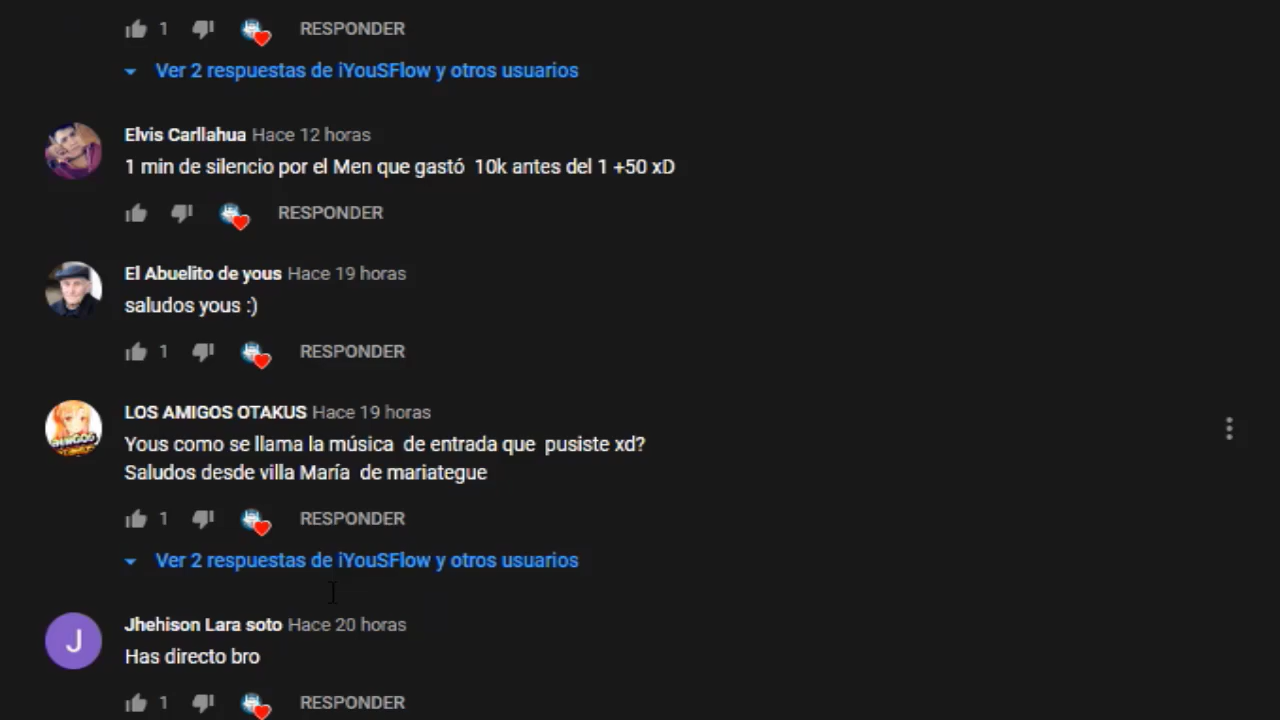 1 RESPONDER
Ver 2 respuestas de iYouSFlow y otros usuarios
Elvis Carllahua Hace 12 horas
1 min de silencio por el Men que gastó 10k antes del 1 +50 xD
RESPONDER
El Abuelito de yous Hace 19 horas
saludos yous :)
1 RESPONDER
LOS AMIGOS OTAKUS Hace 19 horas
Yous como se llama la música de entrada que pusiste xd?
Saludos desde villa María de mariategue
1 RESPONDER
Ver 2 respuestas de iYouSFlow y otros usuarios
J
Jhehison Lara soto Hace 20 horas
Has directo bro
1 RESPONDER